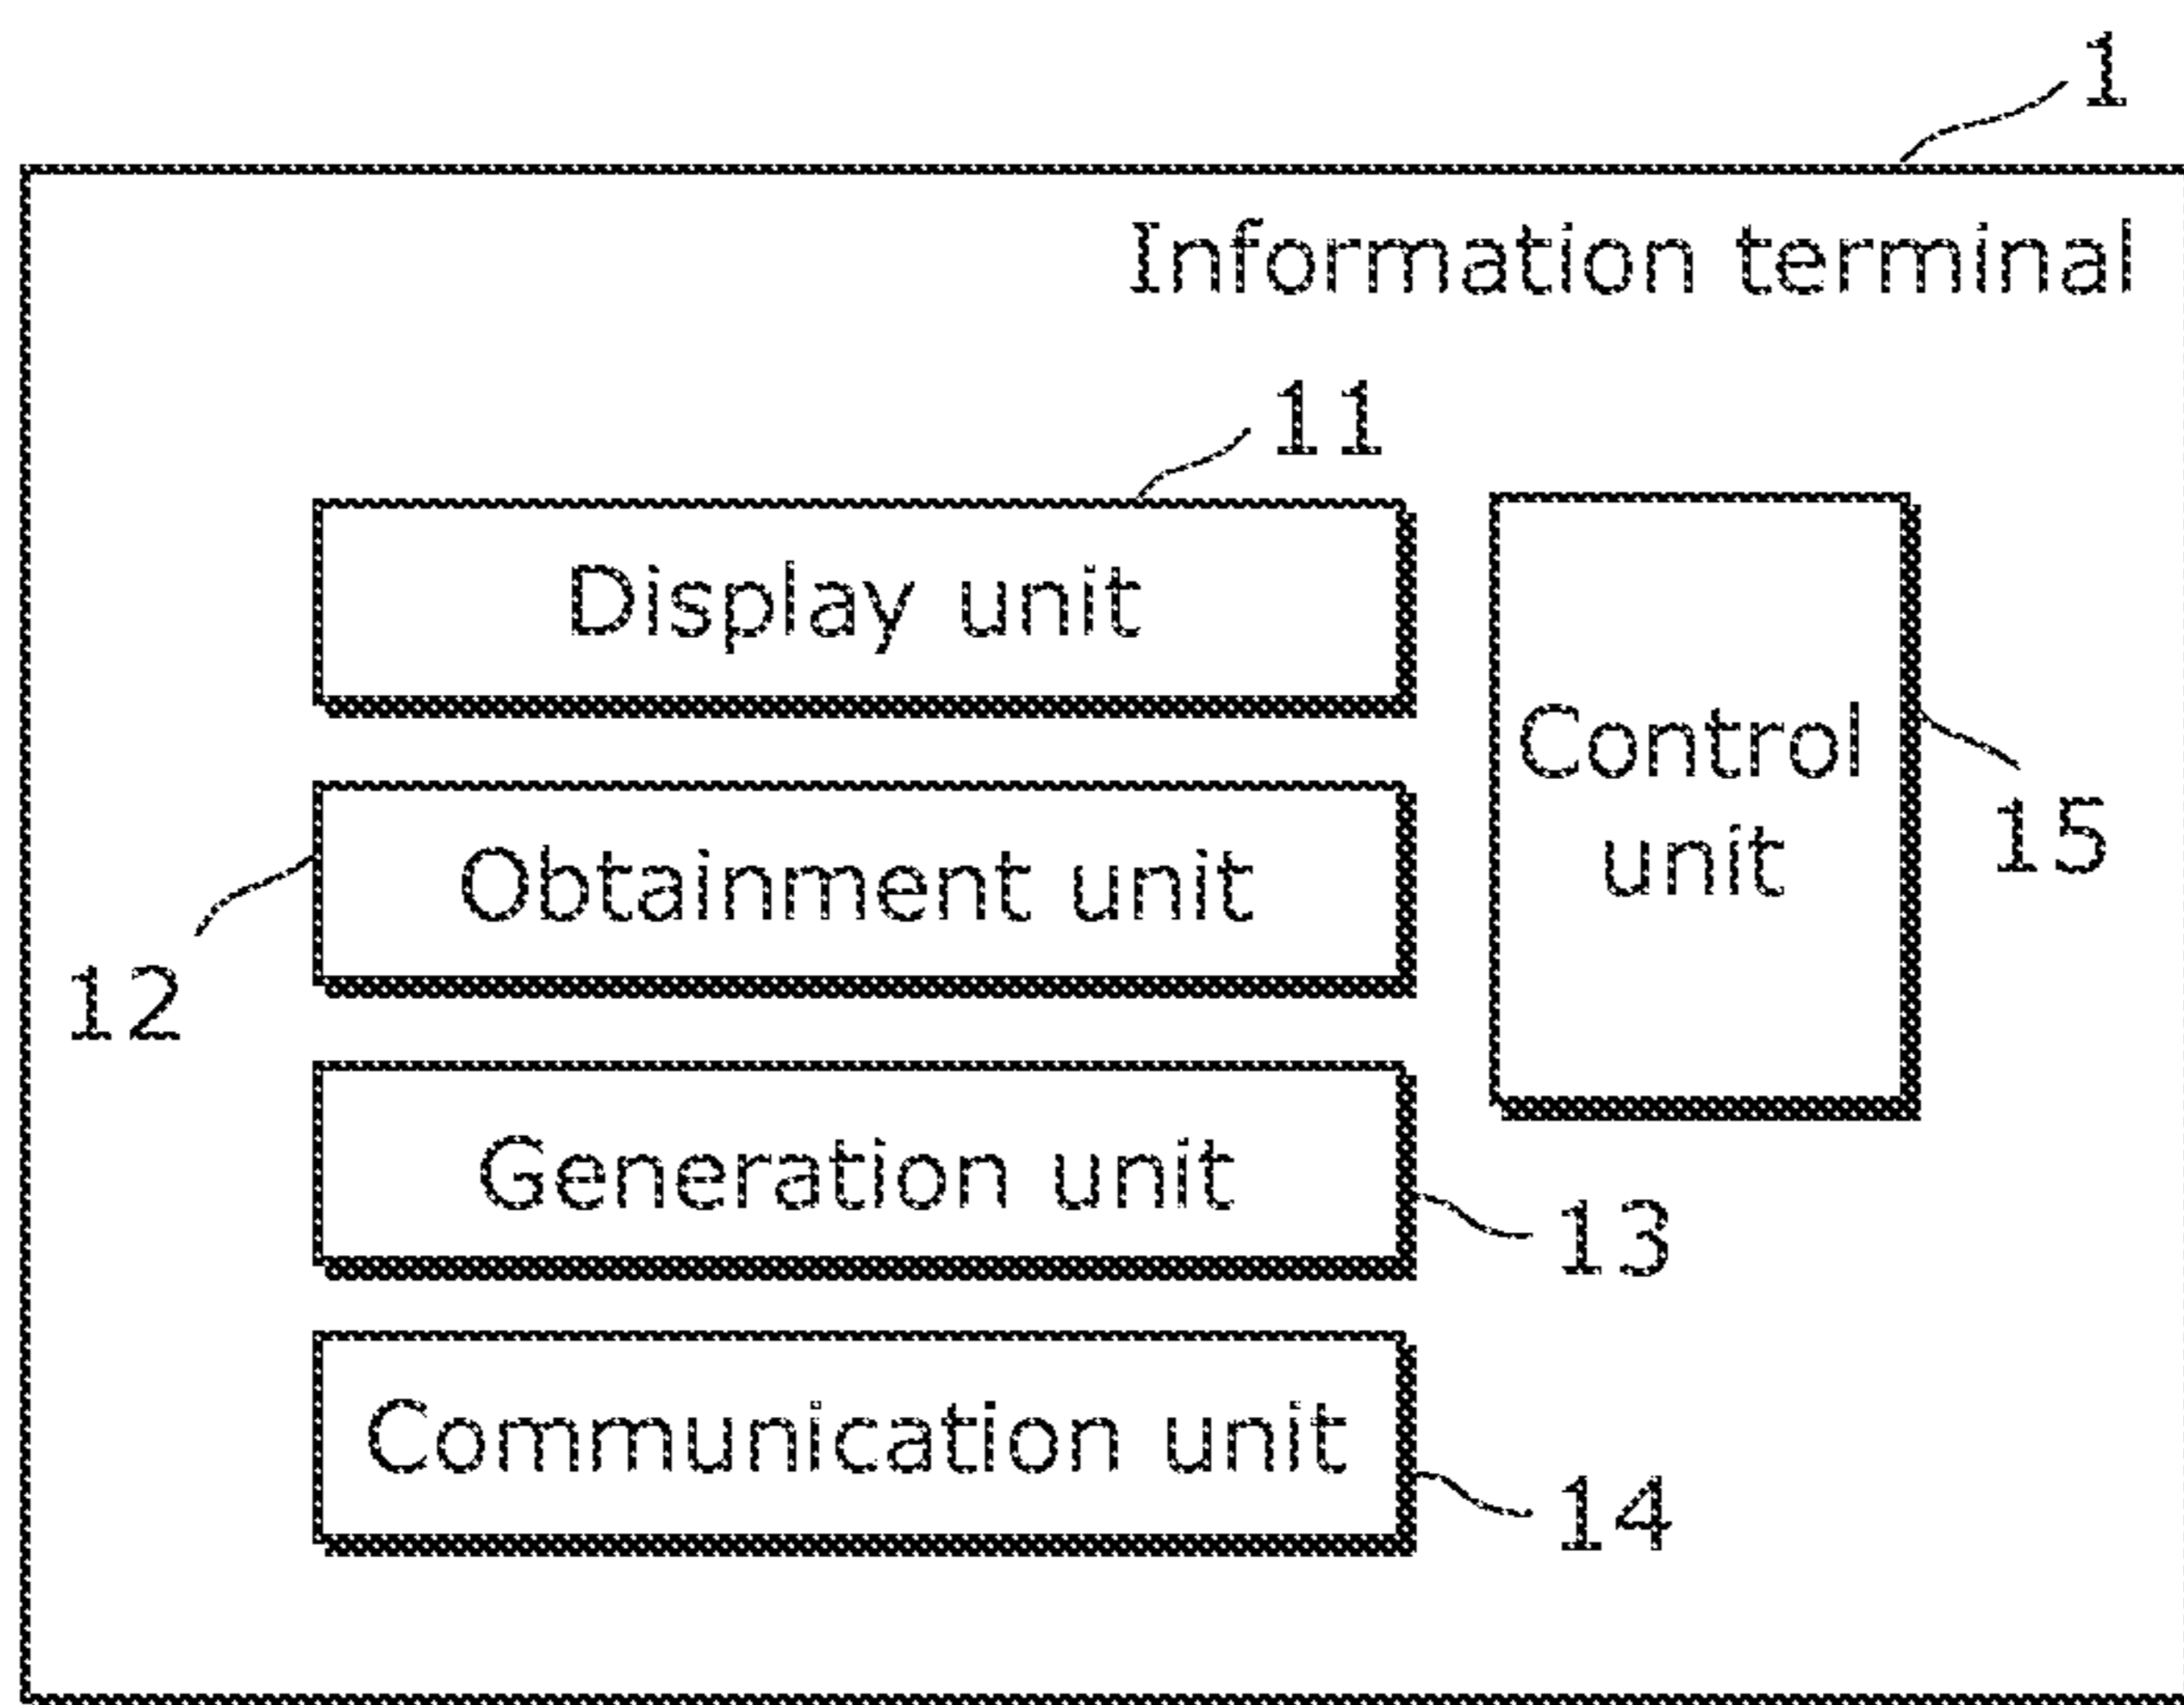 1
Information terminal
11
Display unit
Control
unit
15
Obtainment unit
12
Generation unit
13
Communication unit
14